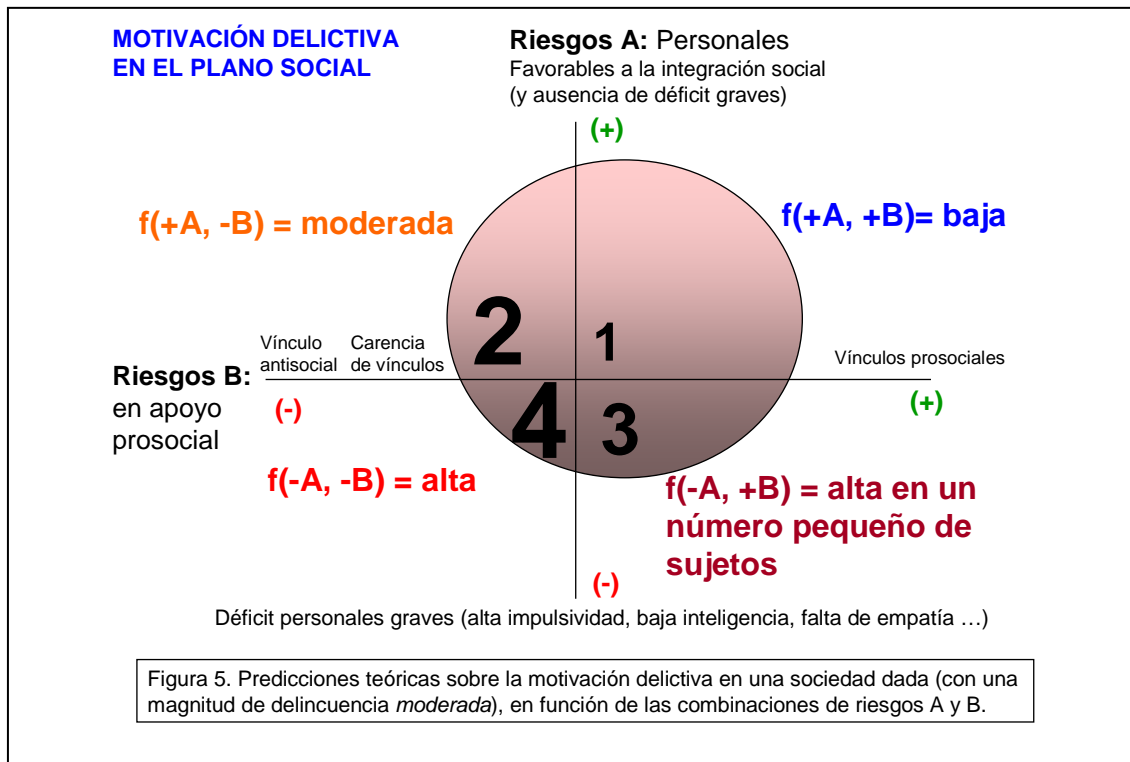 MOTIVACIÓN DELICTIVA
EN EL PLANO SOCIAL
Riesgos A: Personales
Favorables a la integración social
(y ausencia de déficit graves)
(+)
f(+A, -B) = moderada
f(+A, +B)= baja
2
1
Vínculo
antisocial
Carencia
de vínculos
Vínculos prosociales
Riesgos B:
en apoyo
prosocial
(-)
(+)
4
3
f(-A, -B) = alta
f(-A, +B) = alta en un
número pequeño de
sujetos
(-)
Déficit personales graves (alta impulsividad, baja inteligencia, falta de empatía …)
Figura 5. Predicciones teóricas sobre la motivación delictiva en una sociedad dada (con una
magnitud de delincuencia moderada), en función de las combinaciones de riesgos A y B.